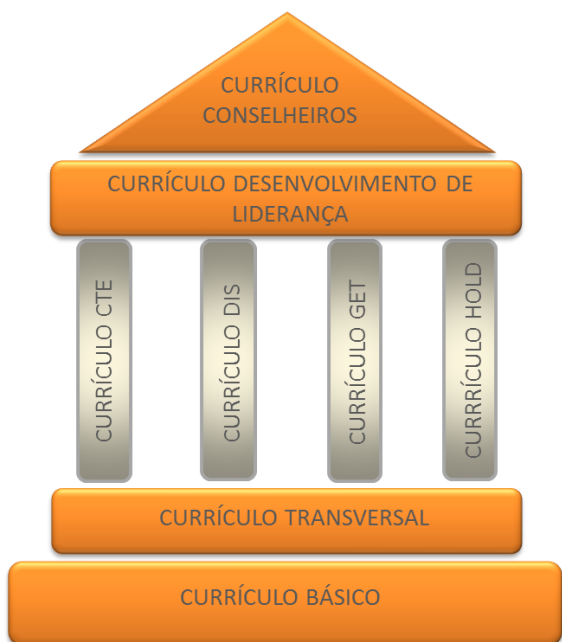 CURRÍCULO
CONSELHEIROS
CURRÍCULO DESENVOLVIMENTO DE
LIDERANÇA
CURRÍCULO CTE
CURRÍCULO DIS
CURRÍCULO GET
CURRRÍCULO HOLD
CURRÍCULO TRANSVERSAL
CURRÍCULO BÁSICO